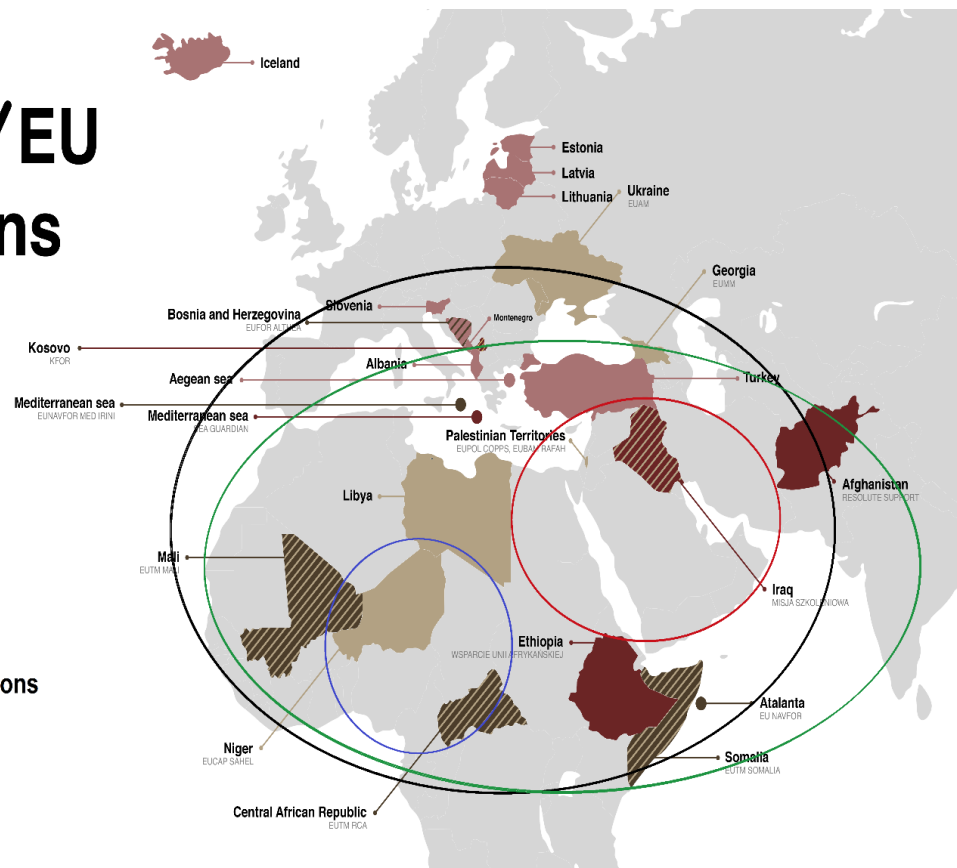 Iceland
/EU
ns
Estonia
Latvia
Lithuania
Ukraine
EUAM
Georgia
EUMM
Slovenia
Bosnia and Herzegovina
EUFOR ALTHEA
Montenegro
Kosovo
KFOR
Albania
Aegean sea
Turkey
Mediterranean sea
EUNAVFOR MED IRINI
Mediterranean sea
SEA GUARDIAN
Palestinian Territories
EUPOL COPPS, EUBAM RAFAH
Afghanistan
RESOLUTE SUPPORT
Libya
Mali
EUTM MALI
Iraq
MISJA SZKOLENIOWA
Ethiopia
WSPARCIE UNII AFRYKAŃSKIEJ
ons
Atalanta
EU NAVFOR
Niger
EUCAP SAHEL
Somalia
EUTM SOMALIA
Central African Republic
EUTM RCA